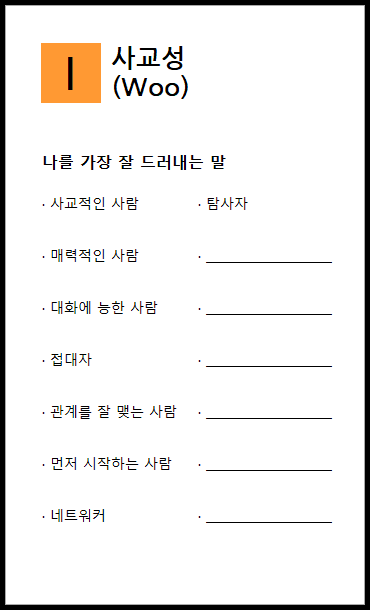 I
사교성
(Woo)
나를 가장 잘 드러내는 말
· 사교적인 사람 · 탐사자
· 매력적인 사람 · ________________
· 대화에 능한 사람 · ________________
· 접대자 · ________________
· 관계를 잘 맺는 사람 · ________________
· 먼저 시작하는 사람 · ________________
· 네트워커 · ________________